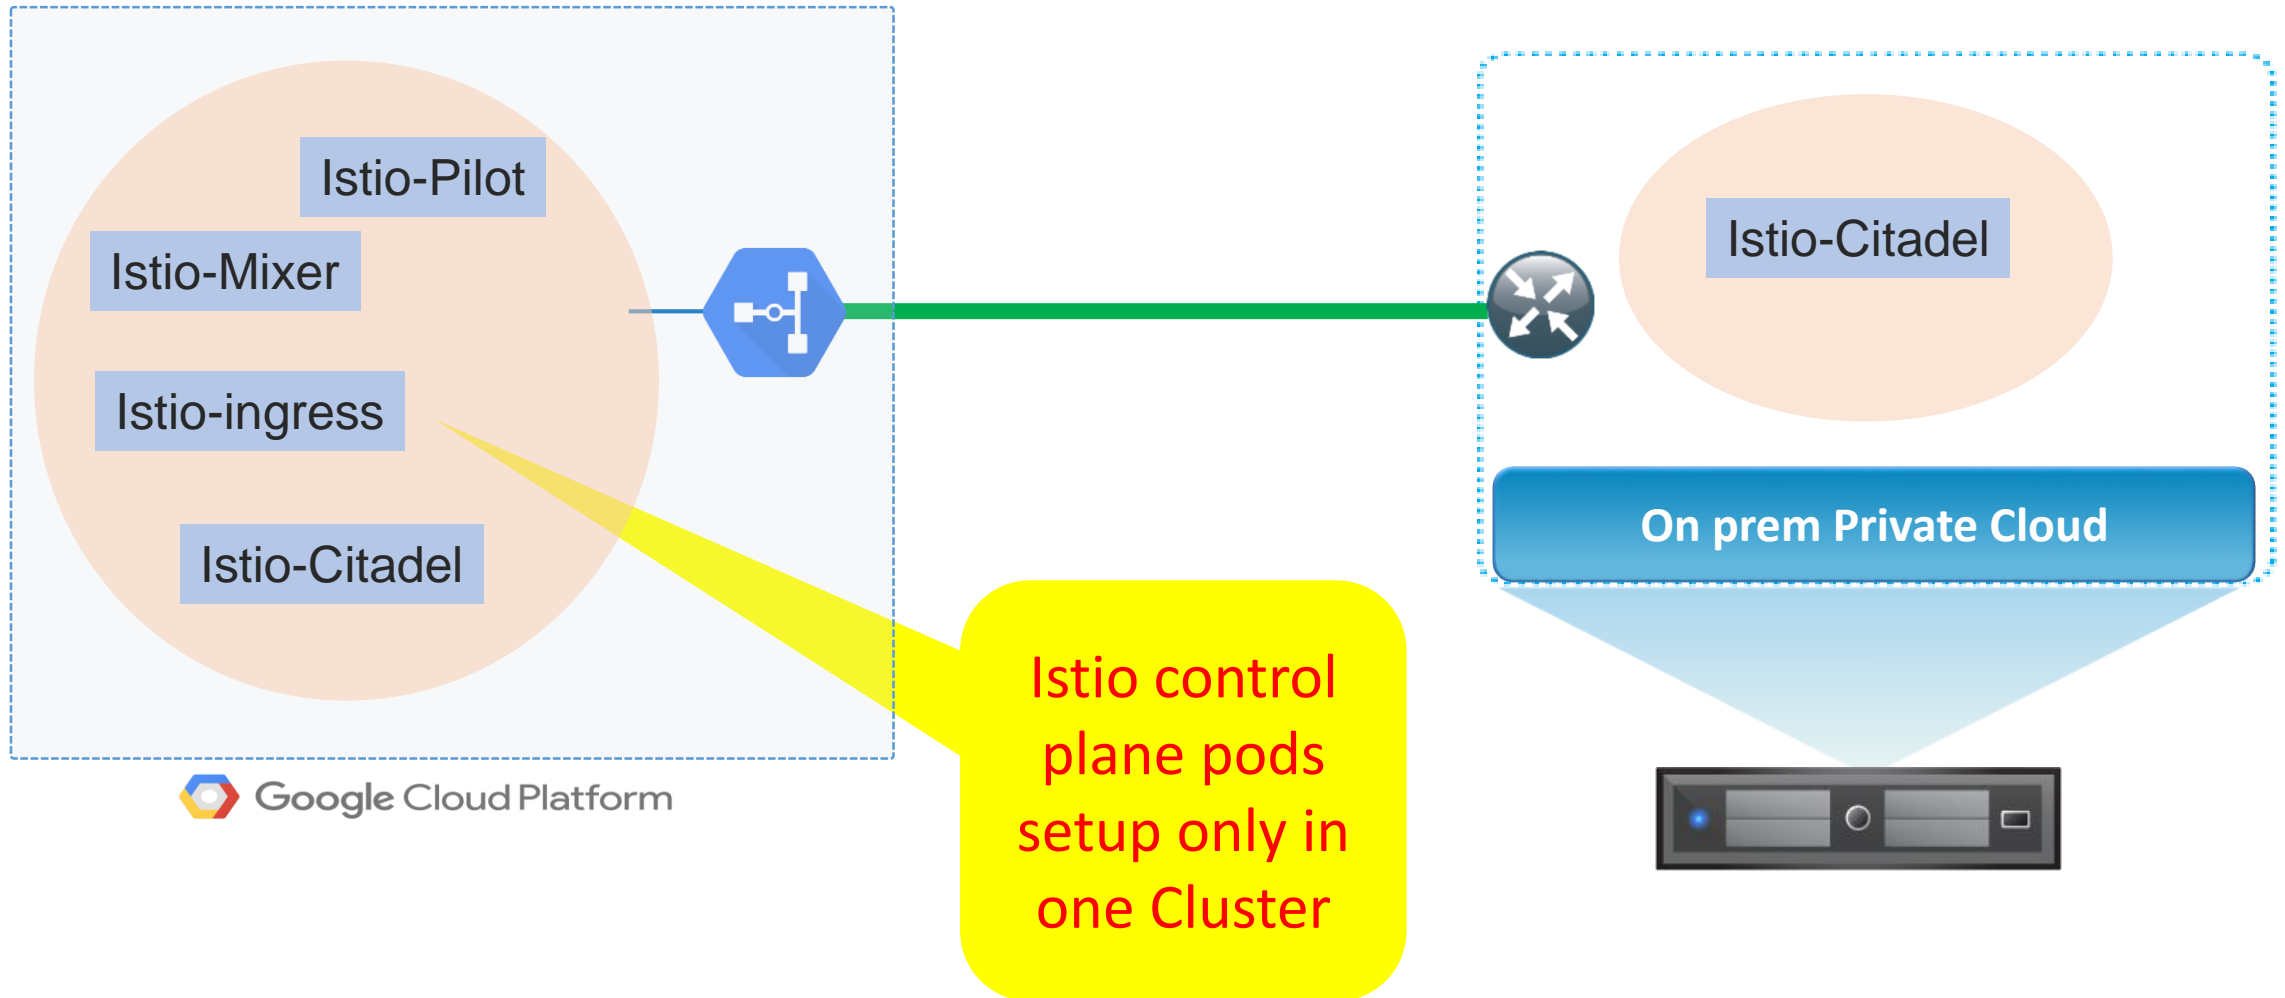 Istio-Pilot
Istio-Mixer
Istio-ingress
Istio-Citadel
Google Cloud Platform
Istio-Citadel
On prem Private Cloud
Istio control
plane pods
setup only in
one Cluster